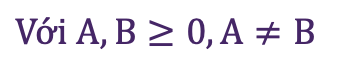 Với A, B ≥ 0, A ≠ B